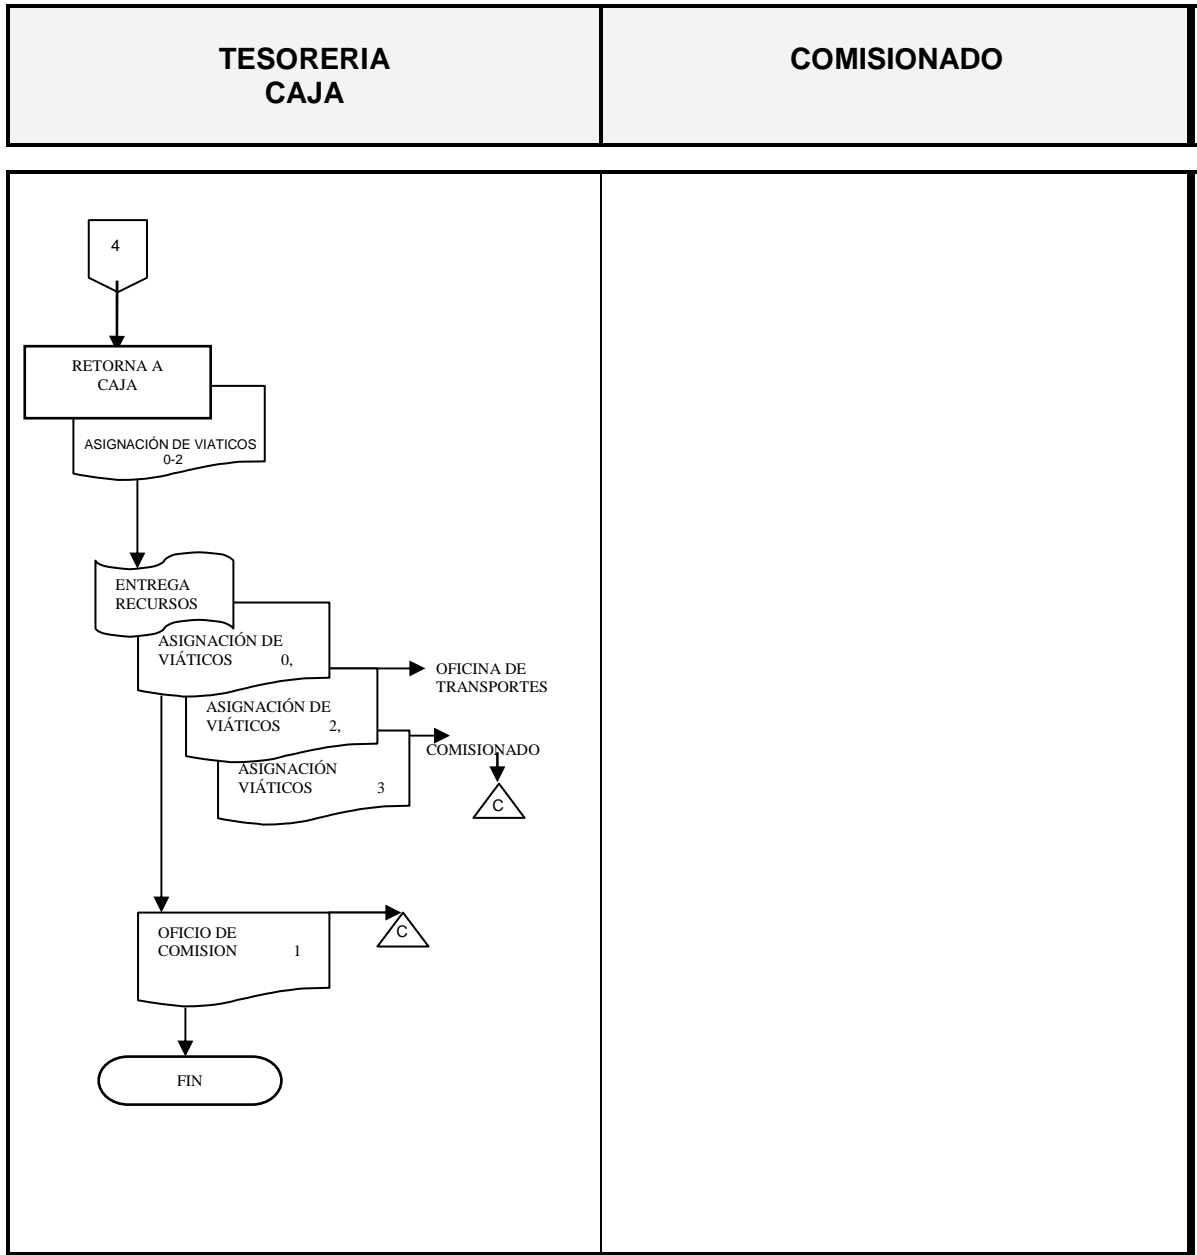 TESORERIA
CAJA
COMISIONADO
4
RETORNA A
CAJA
ASIGNACIÓN DE VIATICOS
0-2
ENTREGA
RECURSOS
ASIGNACIÓN DE
VIÁTICOS 0,
OFICINA DE
TRANSPORTES
ASIGNACIÓN DE
VIÁTICOS 2,
COMISIONADO
ASIGNACIÓN
VIÁTICOS 3
C
OFICIO DE
COMISION 1
C
FIN